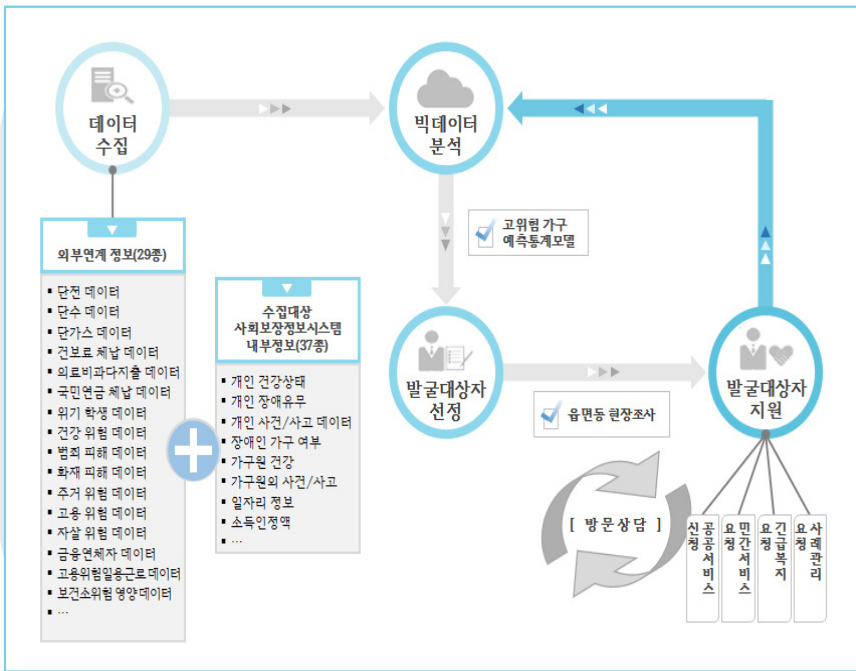 데이터
수집
빅데이터
분석
고위험 가구
예측통계모델
외부연계 정보(29종)
▪ 단전 데이터
▪ 단수 데이터
▪ 단가스 데이터
▪ 건보료 체납 데이터
▪ 의료비과다지출 데이터
▪ 국민연금 체납 데이터
▪ 위기 학생 데이터
▪ 건강 위험 데이터
▪ 범죄 피해 데이터
▪ 화재 피해 데이터
▪ 주거 위험 데이터
▪ 고용 위험 데이터
▪ 자살 위험 데이터
▪ 금융연체자 데이터
▪ 고용위험일용근로 데이터
▪ 보건소위험 영양데이터
▪ …
수집대상
사회보장정보시스템
내부정보(37종)
▪ 개인 건강상태
▪ 개인 장애유무
▪ 개인 사건/사고 데이터
▪ 장애인 가구 여부
▪ 가구원 건강
▪ 가구원의 사건/사고
▪ 일자리 정보
▪ 소득인정액
▪ …
발굴대상자
선정
읍면동 현장조사
발굴대상자
지원
[ 방문상담 ]
공공서비스
신청
민간서비스
요청
긴급복지
요청
사례관리
요청